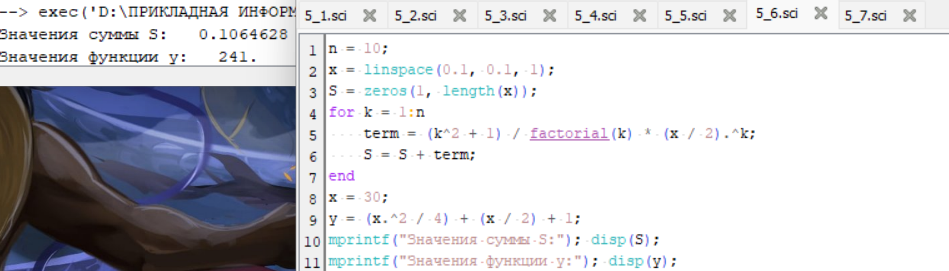 --> exec('D:\ПРИКЛАДНАЯ ИНФОРМ
Значения суммы S:   0.1064628
Значения функции y:   241.
5_1.sci 5_2.sci 5_3.sci 5_4.sci 5_5.sci 5_6.sci 5_7.sci
1 n = 10;
2 x = linspace(0.1, 0.1, 1);
3 S = zeros(1, length(x));
4 for k = 1:n
5     term = (k^2 + 1) / factorial(k) * (x / 2).^k;
6     S = S + term;
7 end
8 x = 30;
9 y = (x.^2 / 4) + (x / 2) + 1;
10 mprintf("Значения суммы S:"); disp(S);
11 mprintf("Значения функции y:"); disp(y);